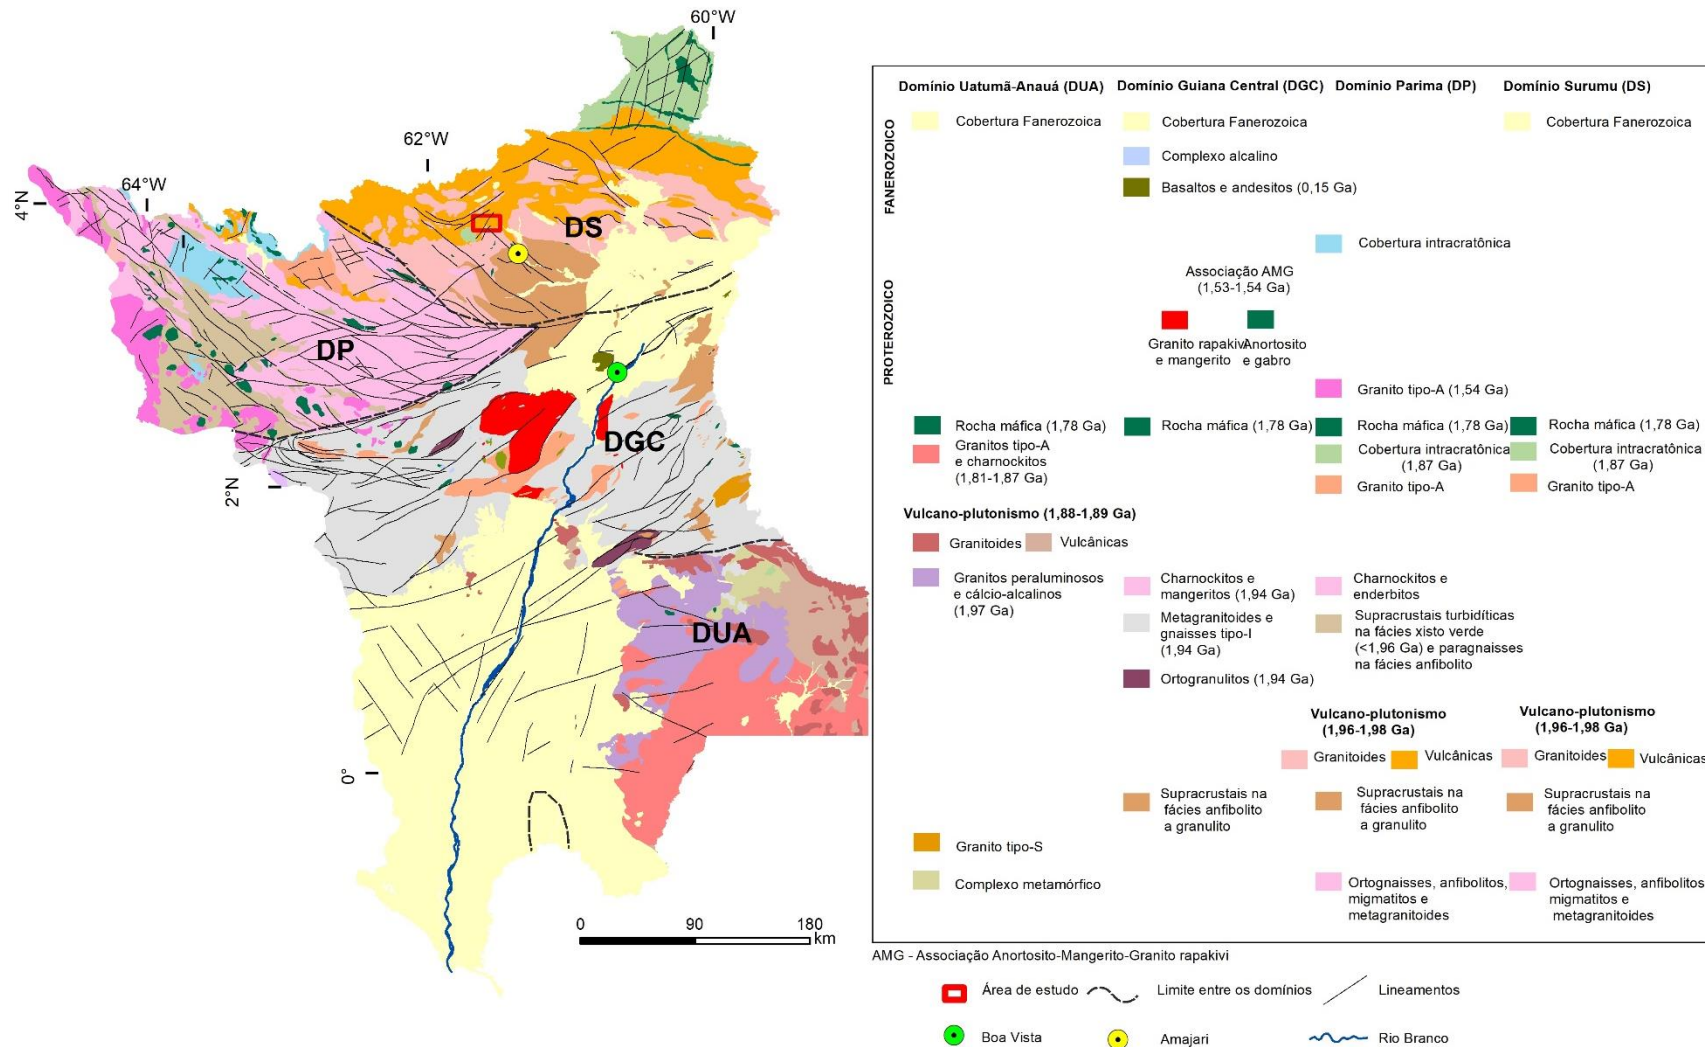 60°W
62°W
64°W
4°N
DS
DP
DGC
2°N
DUA
0°
0 90 180
km
Domínio Uatumã-Anauá (DUA) Domínio Guiana Central (DGC) Domínio Parima (DP) Domínio Surumu (DS)
FANEROZOICO
Cobertura Fanerozoica Cobertura Fanerozoica Cobertura Fanerozoica
Complexo alcalino
Basaltos e andesitos (0,15 Ga)
PROTEROZOICO
Cobertura intracratônica
Associação AMG
(1,53-1,54 Ga)
Granito rapakivi Anortosito
e mangerito e gabro
Granito tipo-A (1,54 Ga)
Rocha máfica (1,78 Ga) Rocha máfica (1,78 Ga) Rocha máfica (1,78 Ga) Rocha máfica (1,78 Ga)
Granitos tipo-A
e charnockitos
(1,81-1,87 Ga)
Cobertura intracratônica
(1,87 Ga)
Cobertura intracratônica
(1,87 Ga)
Granito tipo-A Granito tipo-A
Vulcano-plutonismo (1,88-1,89 Ga)
Granitoides Vulcânicas
Granitos peraluminosos
e cálcio-alcalinos
(1,97 Ga)
Charnockitos e
mangeritos (1,94 Ga)
Charnockitos e
enderbitos
Metagranitoides e
gnaisses tipo-I
(1,94 Ga)
Supracrustais turbidíticas
na fácies xisto verde
(<1,96 Ga) e paragnaisses
na fácies anfibolito
Ortogranulitos (1,94 Ga)
Vulcano-plutonismo
(1,96-1,98 Ga)
Vulcano-plutonismo
(1,96-1,98 Ga)
Granitoides Vulcânicas Granitoides Vulcânicas
Supracrustais na
fácies anfibolito
a granulito
Supracrustais na
fácies anfibolito
a granulito
Supracrustais na
fácies anfibolito
a granulito
Granito tipo-S
Complexo metamórfico
Ortognaisses, anfibolitos,
migmatitos e
metagranitoides
Ortognaisses, anfibolitos,
migmatitos e
metagranitoides
AMG - Associação Anortosito-Mangerito-Granito rapakivi
Área de estudo Limite entre os domínios Lineamentos
Boa Vista Amajari Rio Branco